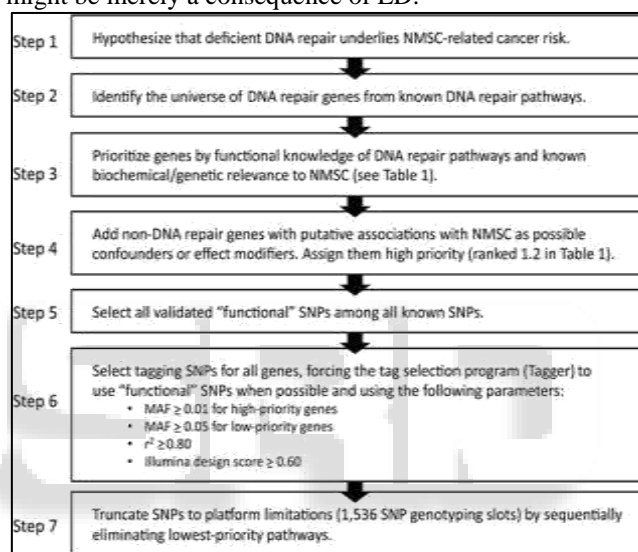 might be merely a consequence of LD.
Step 1
Hypothesize that deficient DNA repair underlies NMSC-related cancer risk.
Step 2
Identify the universe of DNA repair genes from known DNA repair pathways.
Step 3
Prioritize genes by functional knowledge of DNA repair pathways and known
biochemical/genetic relevance to NMSC (see Table 1).
Step 4
Add non-DNA repair genes with putative associations with NMSC as possible
confounders or effect modifiers. Assign them high priority (ranked 1.2 in Table 1).
Step 5
Select all validated "functional" SNPs among all known SNPs.
Step 6
Select tagging SNPs for all genes, forcing the tag selection program (Tagger) to
use "functional" SNPs when possible and using the following parameters:
• MAF ≥ 0.01 for high-priority genes
• MAF ≥ 0.05 for low-priority genes
• r² ≥0.80
• Illumina design score ≥ 0.60
Step 7
Truncate SNPs to platform limitations (1,536 SNP genotyping slots) by sequentially
eliminating lowest-priority pathways.